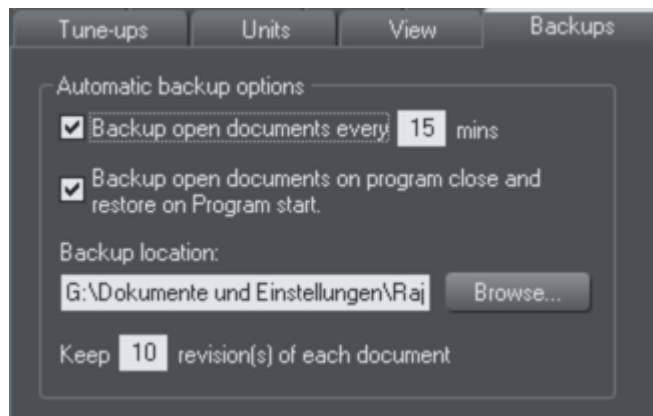 Tune-ups Units View Backups
Automatic backup options
Backup open documents every 15 mins
Backup open documents on program close and
restore on Program start.
Backup location:
G:\Dokumente und Einstellungen\Raj Browse...
Keep 10 revision(s) of each document